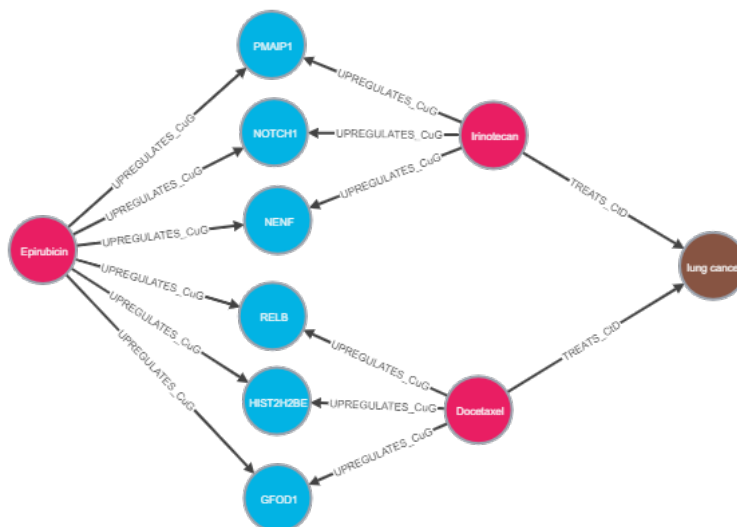 PMAIP1
UPREGULATES_CuG
UPREGULATES_CuG
NOTCH1
UPREGULATES_CuG
Irinotecan
UPREGULATES_CuG
UPREGULATES_CuG
TREATS_CtD
NENF
UPREGULATES_CuG
Epirubicin
lung cance
UPREGULATES_CuG
RELB
UPREGULATES_CuG
UPREGULATES_CuG
TREATS_CtD
HIST2H2BE
UPREGULATES_CuG
Docetaxel
UPREGULATES_CuG
UPREGULATES_CuG
GFOD1